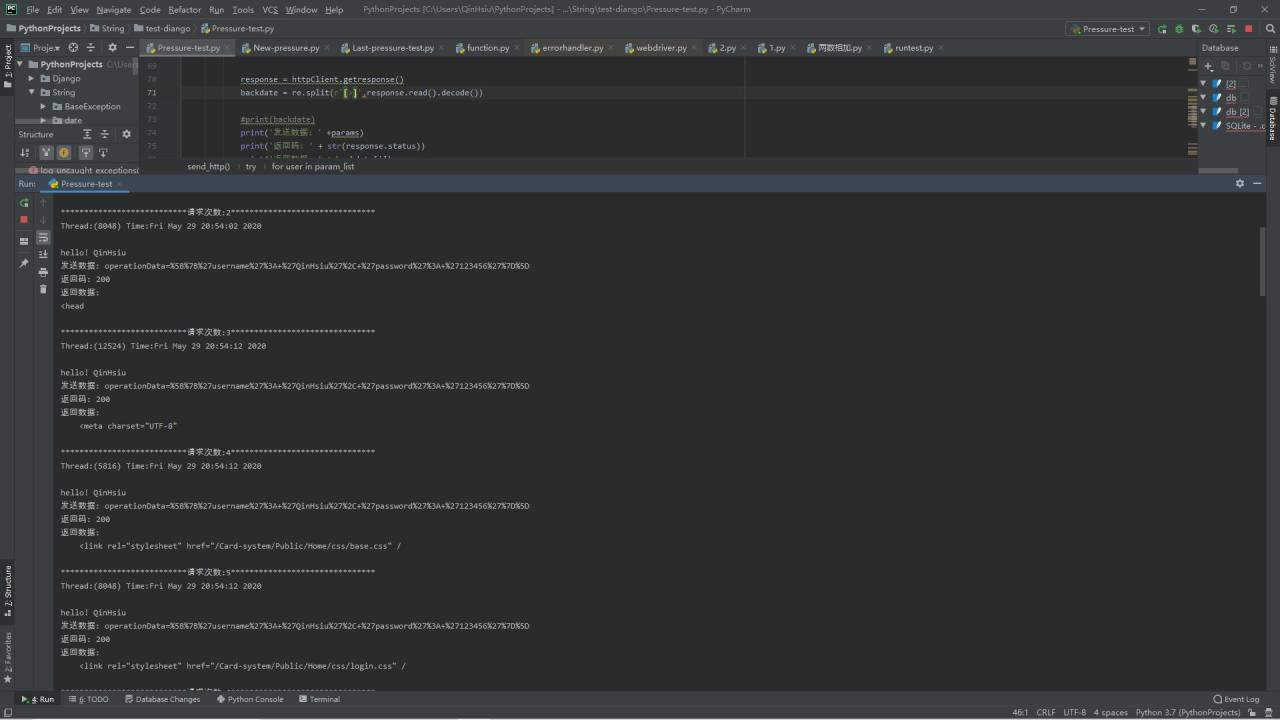 File Edit View Navigate Code Refactor Run Tools VCS Window Help PythonProjects [C:\Users\QinHsiu\PythonProjects] - ...\String\test-diango\Pressure-test.py - PyCharm
PythonProjects String test-diango Pressure-test.py Pressure-test
1: Project
Proje
Pressure-test.py New-pressure.py Last-pressure-test.py function.py errorhandler.py webdriver.py 2.py 1.py 两数相加.py runtest.py
Database
SciView
Database
PythonProjects C:\Users
Django
String
BaseException
date
[2]
db
db [2]
SQLite -
Structure
log_uncaught_exceptions(
69
70 response = httpClient.getresponse()
71 backdate = re.split(r'[>]',response.read().decode())
72
73 #print(backdate)
74 print('发送数据: ' +params)
75 print('返回码: ' + str(response.status))
send_http() try for user in param_list
Run: Pressure-test
***************************请求次数:2*******************************
Thread:(8048) Time:Fri May 29 20:54:02 2020
hello! QinHsiu
发送数据: operationData=%5B%7B%27username%27%3A+%27QinHsiu%27%2C+%27password%27%3A+%27123456%27%7D%5D
返回码: 200
返回数据:
<head
***************************请求次数:3*******************************
Thread:(12524) Time:Fri May 29 20:54:12 2020
hello! QinHsiu
发送数据: operationData=%5B%7B%27username%27%3A+%27QinHsiu%27%2C+%27password%27%3A+%27123456%27%7D%5D
返回码: 200
返回数据:
<meta charset="UTF-8"
***************************请求次数:4*******************************
Thread:(5816) Time:Fri May 29 20:54:12 2020
hello! QinHsiu
发送数据: operationData=%5B%7B%27username%27%3A+%27QinHsiu%27%2C+%27password%27%3A+%27123456%27%7D%5D
返回码: 200
返回数据:
<link rel="stylesheet" href="/Card-system/Public/Home/css/base.css" /
***************************请求次数:5*******************************
Thread:(8048) Time:Fri May 29 20:54:12 2020
hello! QinHsiu
发送数据: operationData=%5B%7B%27username%27%3A+%27QinHsiu%27%2C+%27password%27%3A+%27123456%27%7D%5D
返回码: 200
返回数据:
<link rel="stylesheet" href="/Card-system/Public/Home/css/login.css" /
2: Structure
2: Favorites
4: Run 6: TODO Database Changes Python Console Terminal Event Log
46:1 CRLF UTF-8 4 spaces Python 3.7 (PythonProjects)